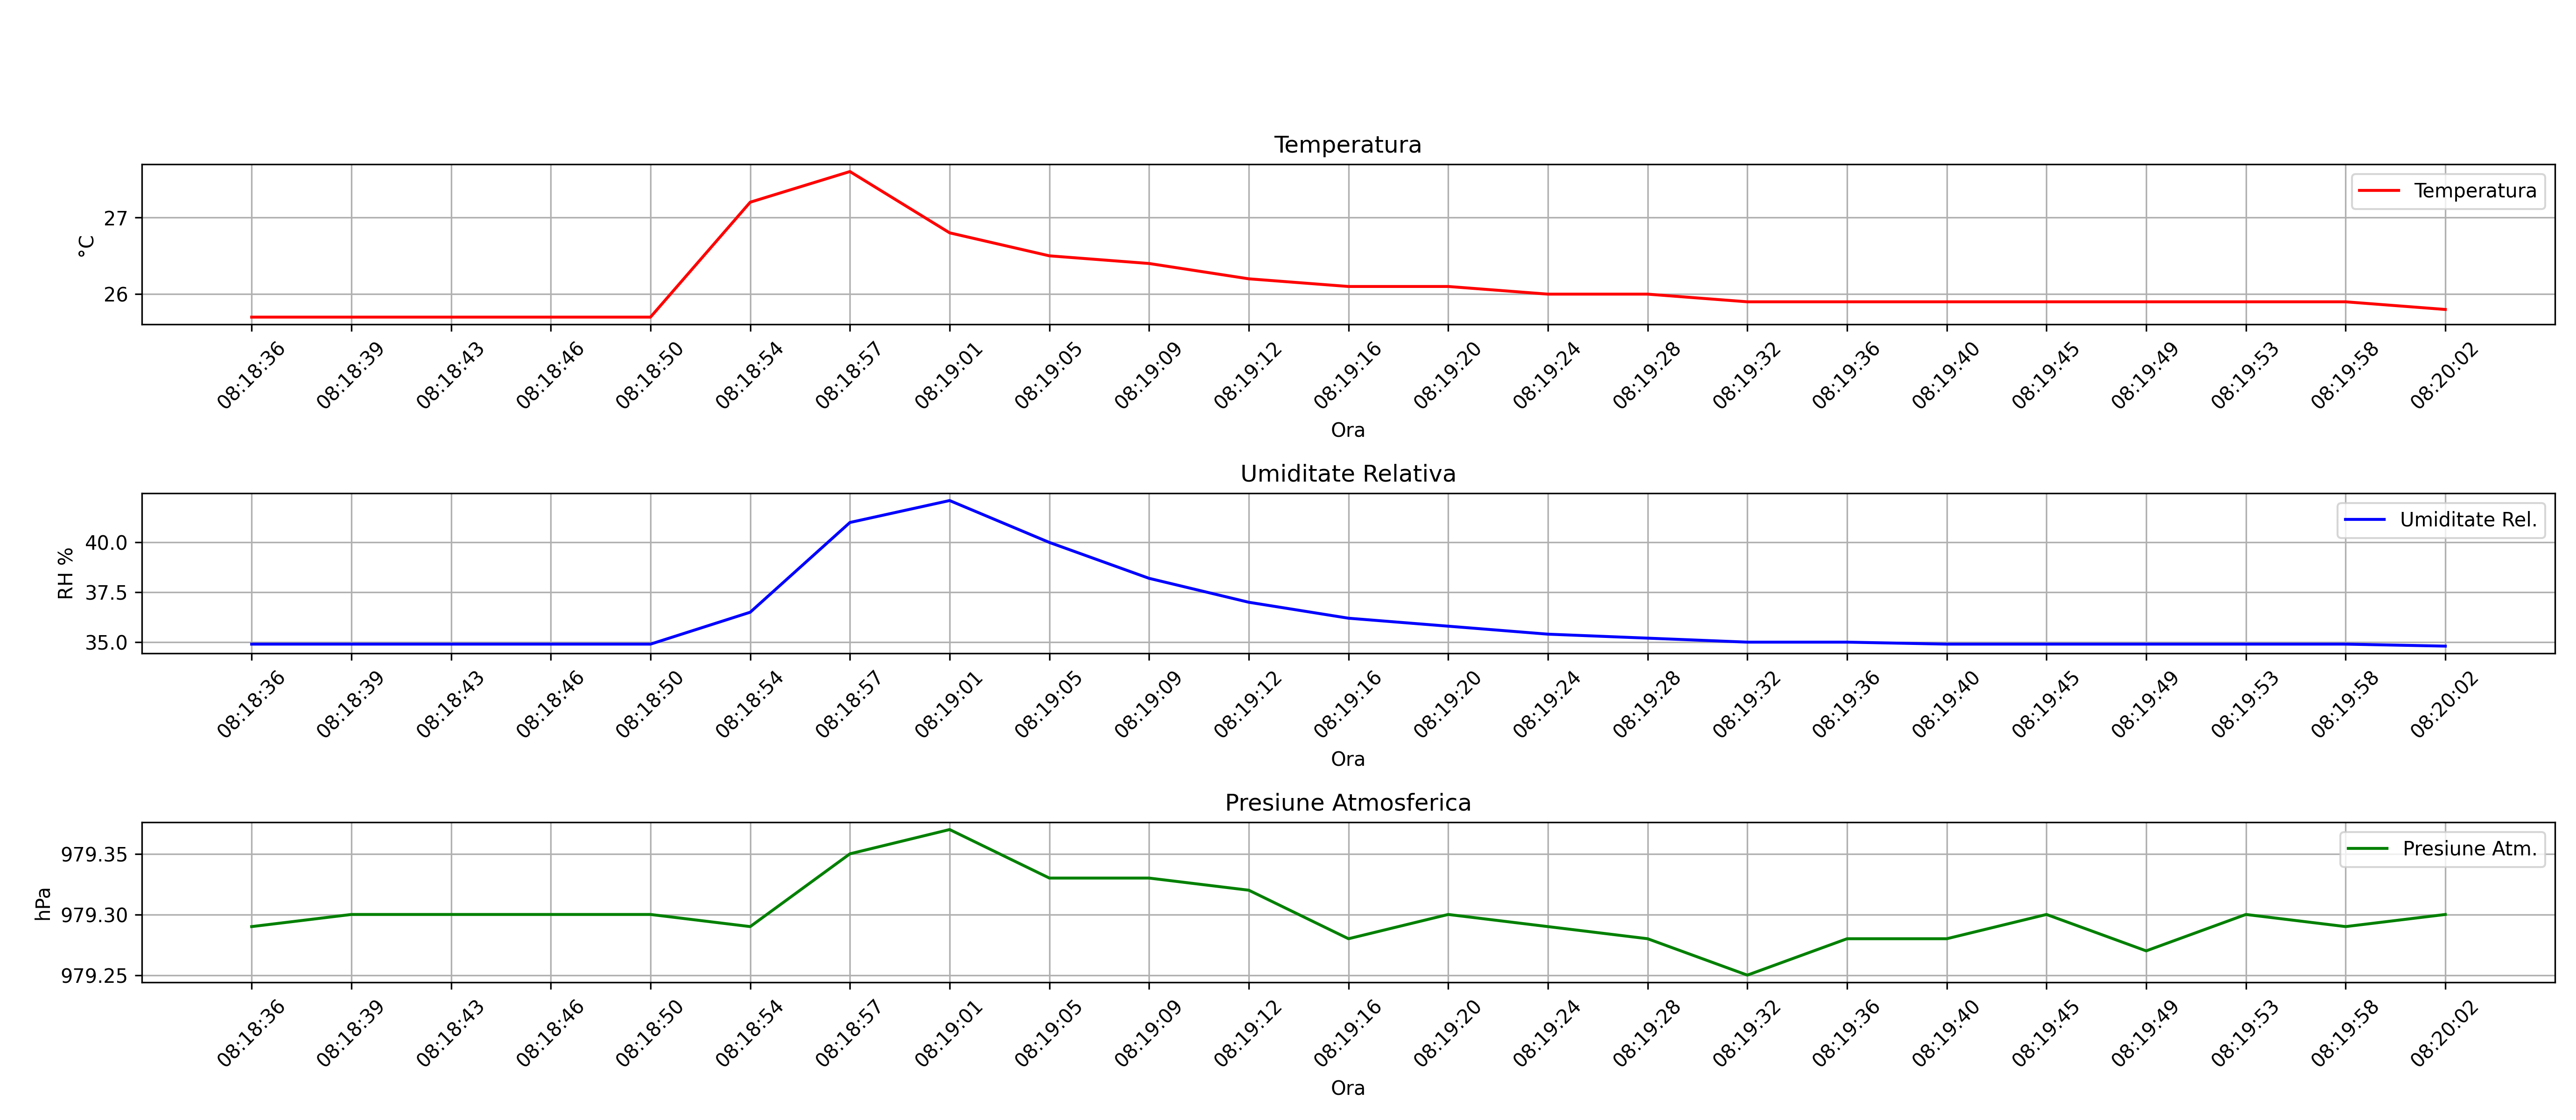 Temperatura
Temperatura
°C
27
26
08:18:36 08:18:39 08:18:43 08:18:46 08:18:50 08:18:54 08:18:57 08:19:01 08:19:05 08:19:09 08:19:12 08:19:16 08:19:20 08:19:24 08:19:28 08:19:32 08:19:36 08:19:40 08:19:45 08:19:49 08:19:53 08:19:58 08:20:02
Ora
Umiditate Relativa
Umiditate Rel.
RH %
40.0
37.5
35.0
08:18:36 08:18:39 08:18:43 08:18:46 08:18:50 08:18:54 08:18:57 08:19:01 08:19:05 08:19:09 08:19:12 08:19:16 08:19:20 08:19:24 08:19:28 08:19:32 08:19:36 08:19:40 08:19:45 08:19:49 08:19:53 08:19:58 08:20:02
Ora
Presiune Atmosferica
Presiune Atm.
hPa
979.35
979.30
979.25
08:18:36 08:18:39 08:18:43 08:18:46 08:18:50 08:18:54 08:18:57 08:19:01 08:19:05 08:19:09 08:19:12 08:19:16 08:19:20 08:19:24 08:19:28 08:19:32 08:19:36 08:19:40 08:19:45 08:19:49 08:19:53 08:19:58 08:20:02
Ora